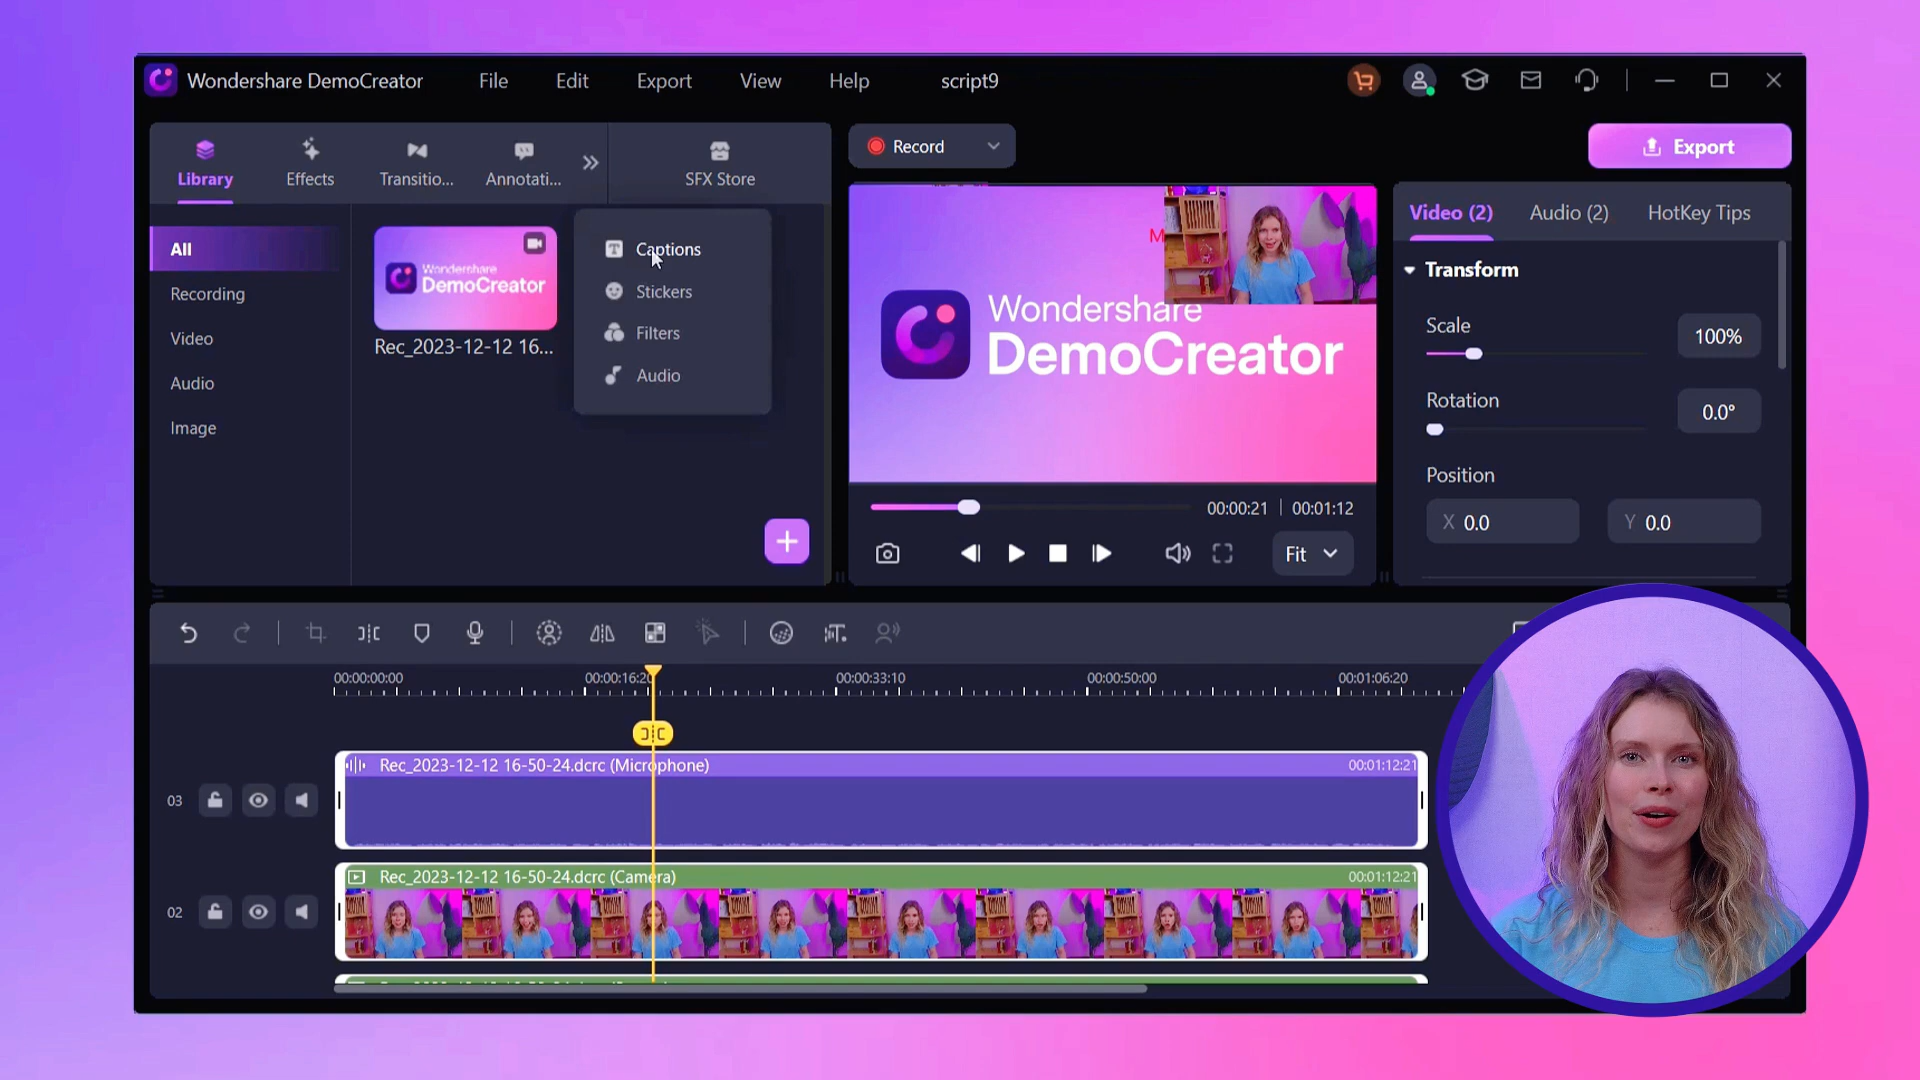 Wondershare DemoCreator File Edit Export View Help script9
Library Effects Transitio... Annotati... SFX Store
Record
Export
All
Recording
Video
Audio
Image
Wondershare
DemoCreator
Rec_2023-12-12 16...
Captions
Stickers
Filters
Audio
M
Wondershare
DemoCreator
00:00:21 | 00:01:12
Fit
Video (2) Audio (2) HotKey Tips
Transform
Scale
100%
Rotation
0.0°
Position
X 0.0 Y 0.0
00:00:00:00 00:00:16:20 00:00:33:10 00:00:50:00 00:01:06:20
03
Rec_2023-12-12 16-50-24.dcrc (Microphone) 00:01:12:21
02
Rec_2023-12-12 16-50-24.dcrc (Camera) 00:01:12:21